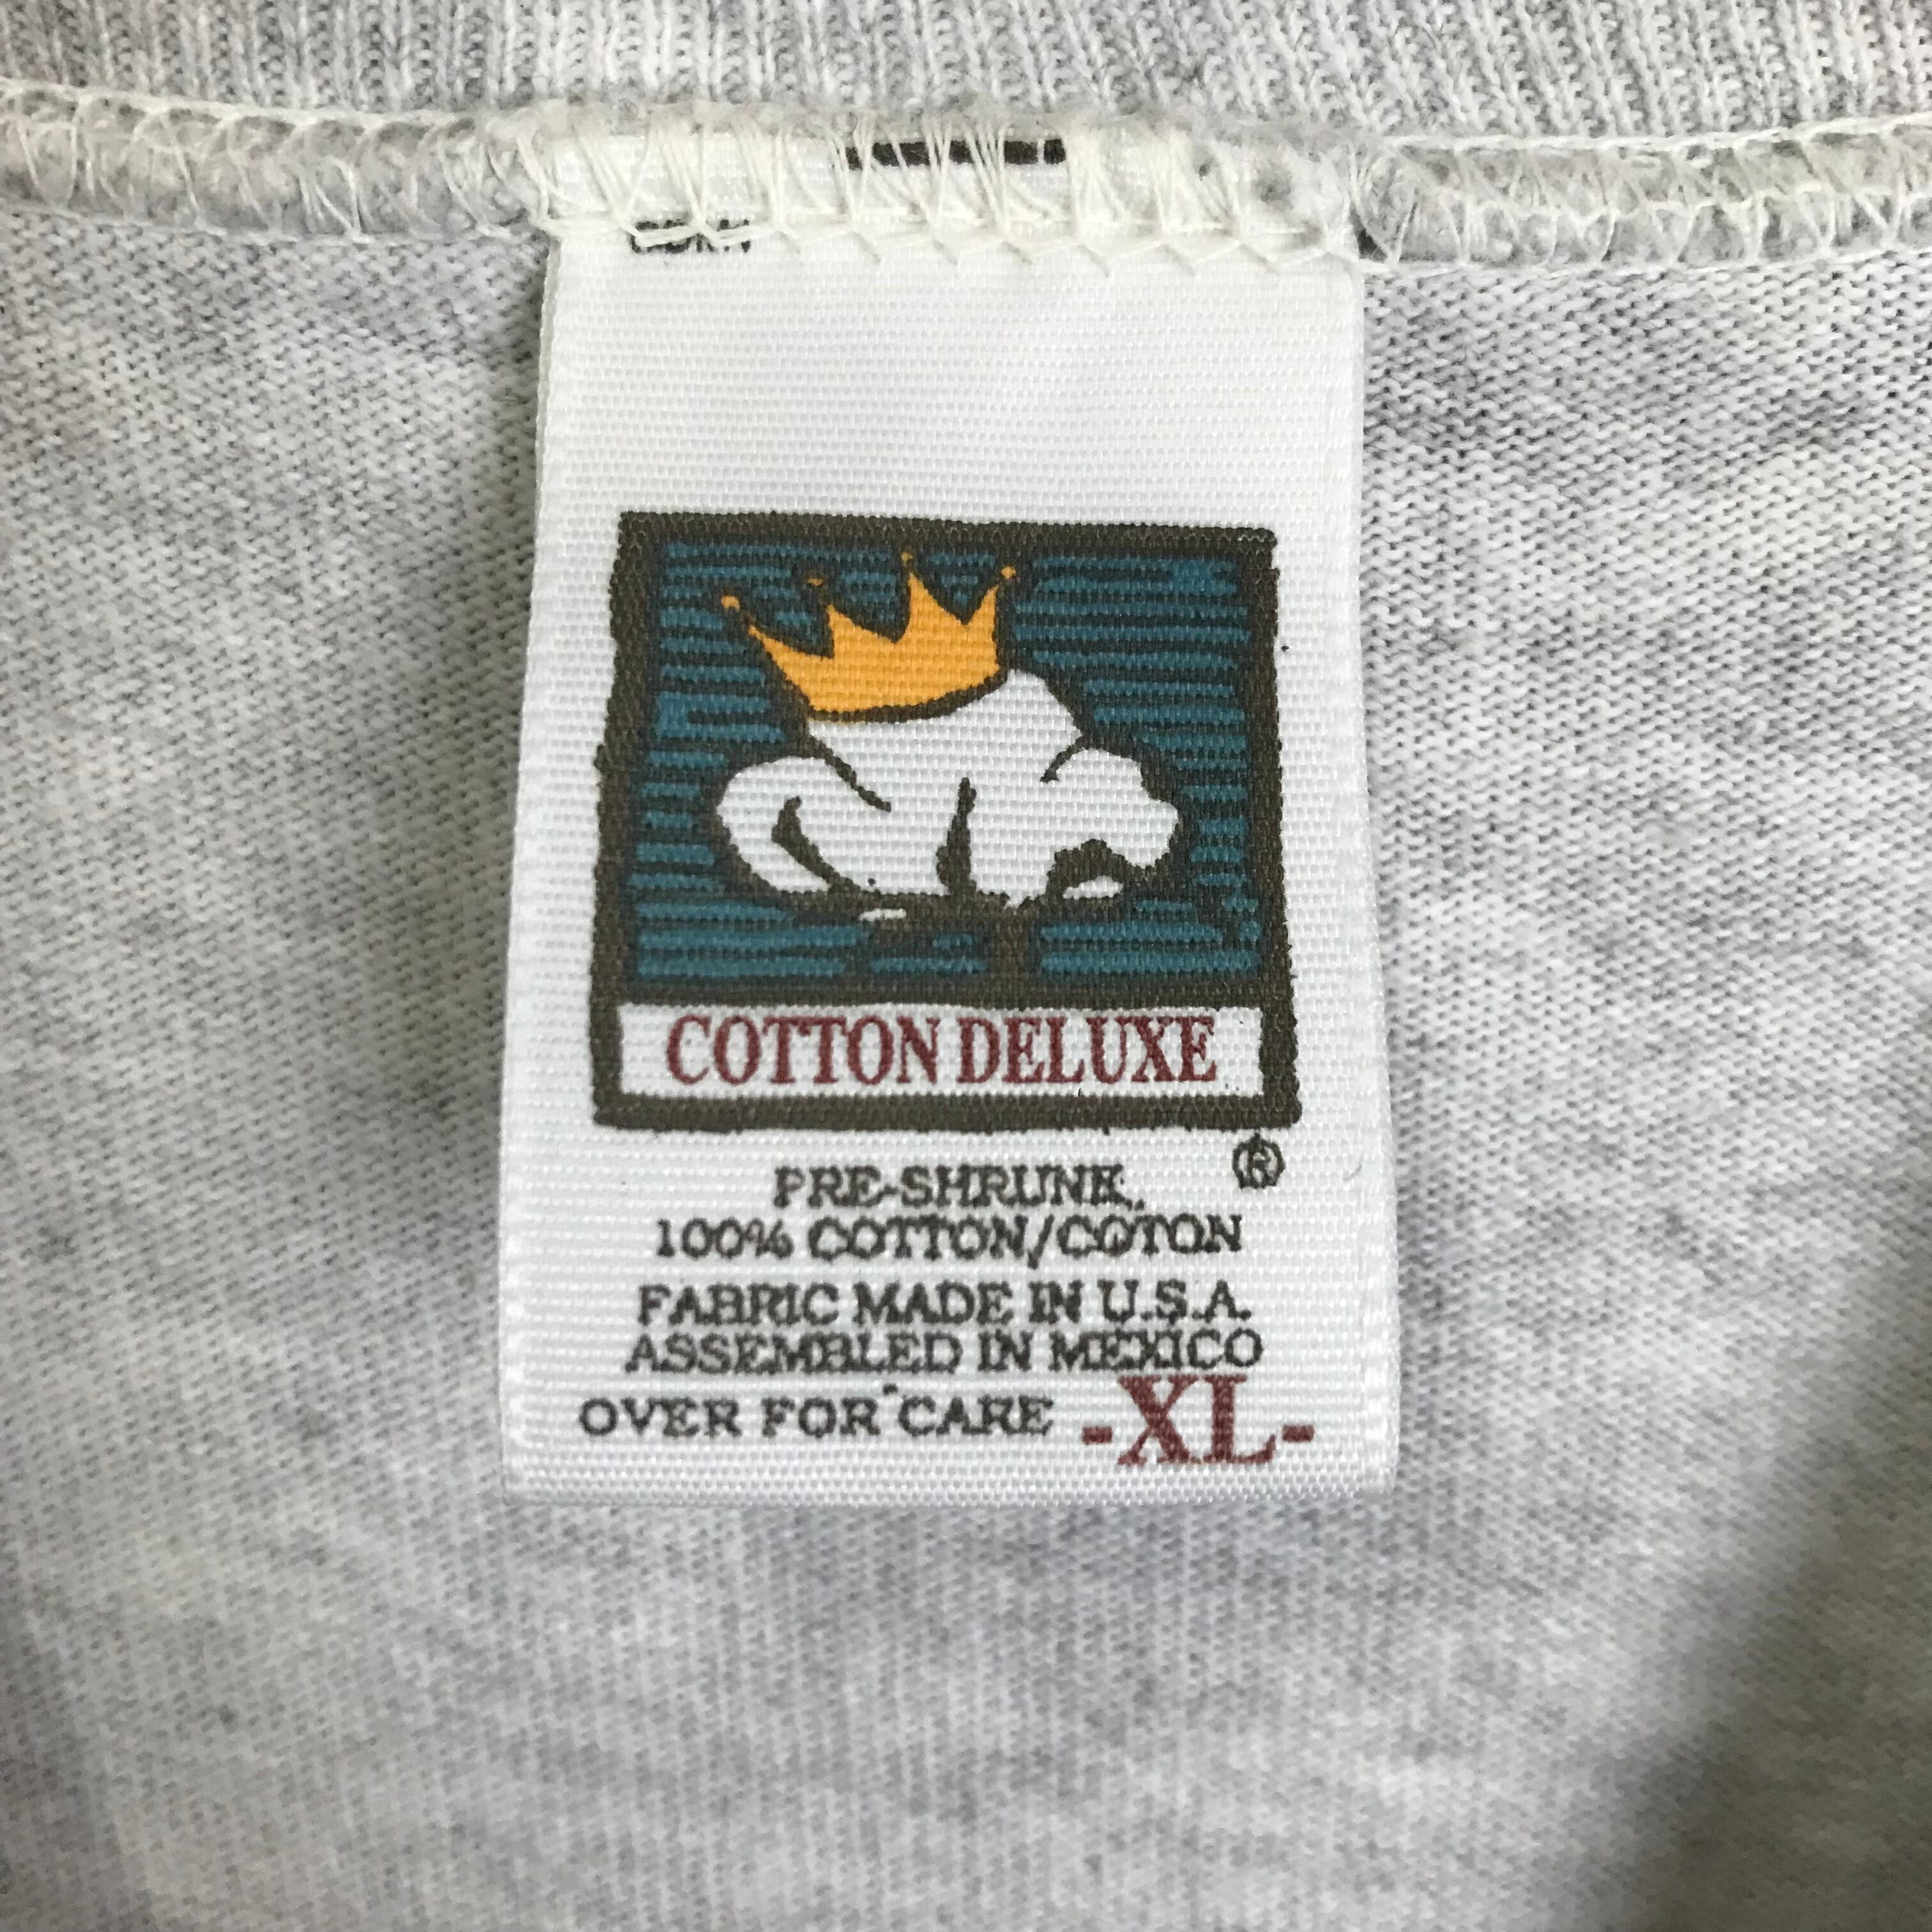 COTTON DELUXE
®
PRE-SHRUNK
100% COTTON/COTON
FABRIC MADE IN U.S.A.
ASSEMBLED IN MEXICO
OVER FOR CARE -XL-